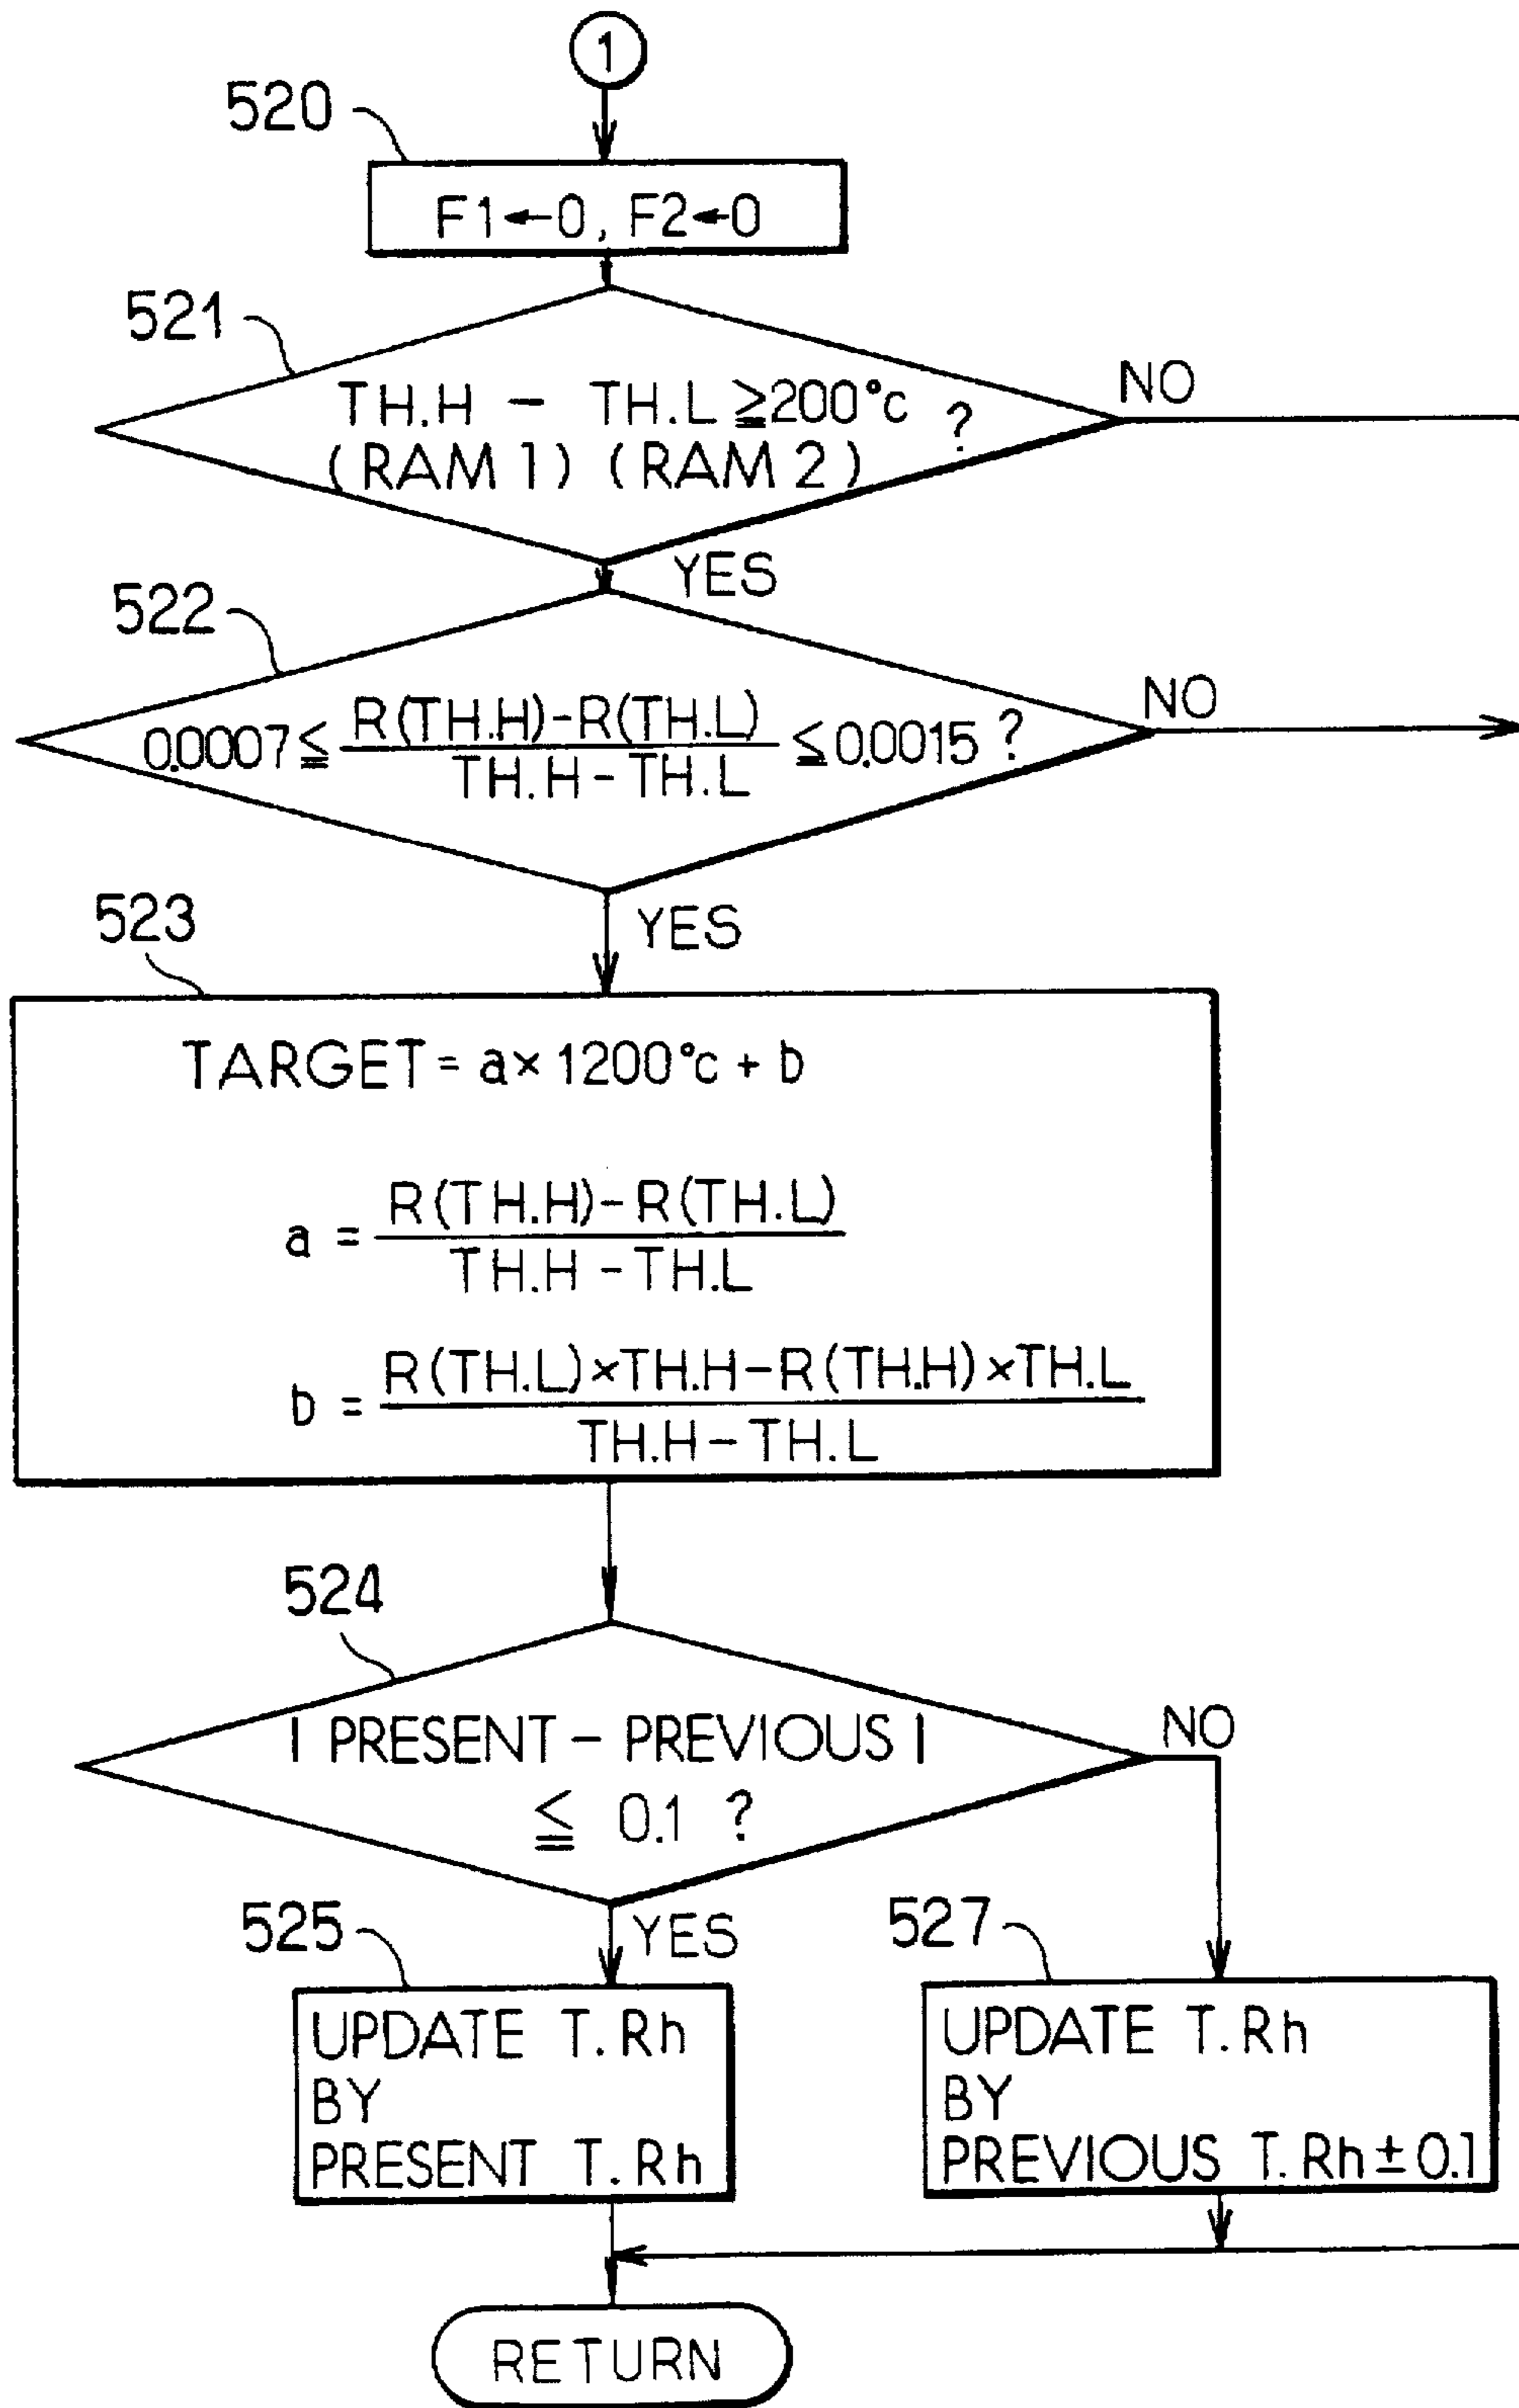 1
520
F1←0, F2←0
521
TH.H – TH.L ≧200°c ?
(RAM 1) (RAM 2)
NO
YES
522
0.0007≦ R(TH.H)-R(TH.L) / TH.H-TH.L ≦0.0015 ?
NO
YES
523
TARGET= a× 1200°c + b
a = R(TH.H)-R(TH.L) / TH.H-TH.L
b = R(TH.L)×TH.H-R(TH.H)×TH.L / TH.H-TH.L
524
| PRESENT - PREVIOUS |
≦ 0.1 ?
NO
YES
525
UPDATE T.Rh
BY
PRESENT T.Rh
527
UPDATE T.Rh
BY
PREVIOUS T.Rh±0.1
RETURN